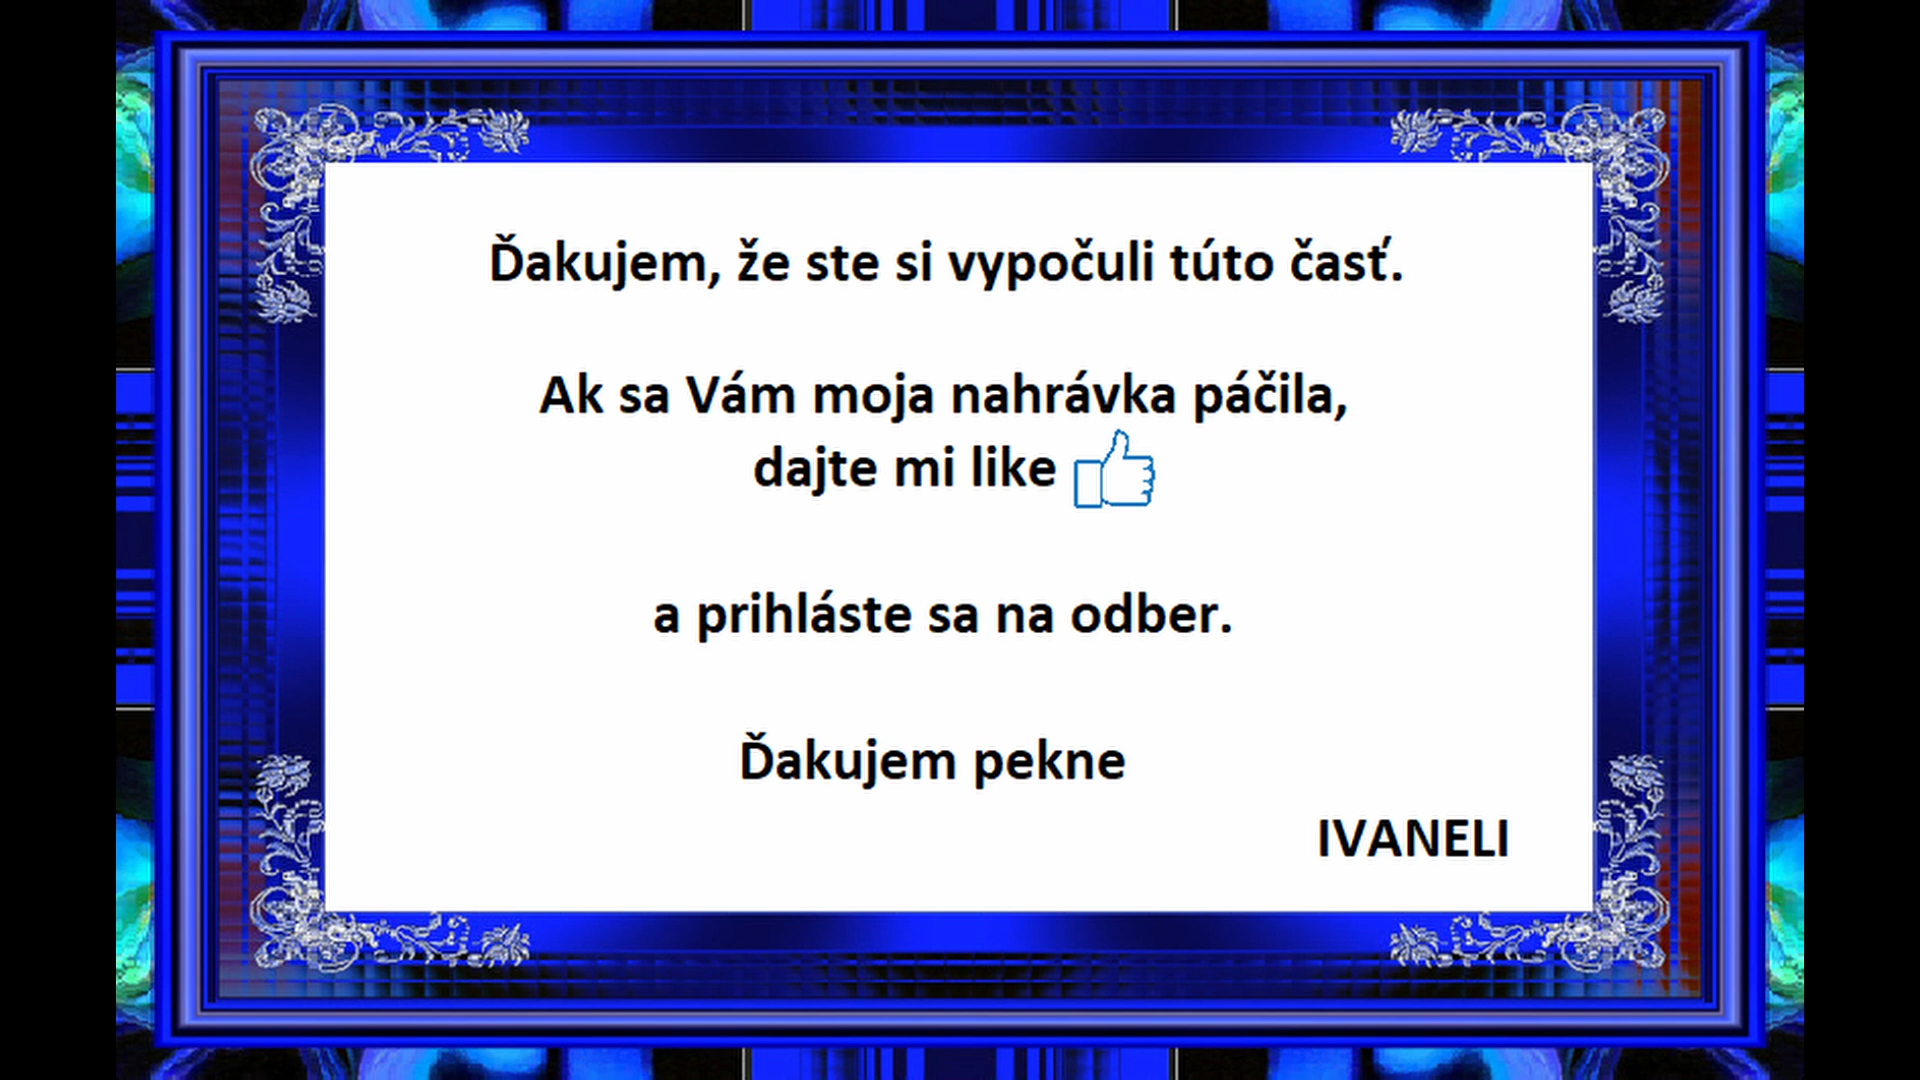 Ďakujem, že ste si vypočuli túto časť.
Ak sa Vám moja nahrávka páčila,
dajte mi like
a prihláste sa na odber.
Ďakujem pekne
IVANELI